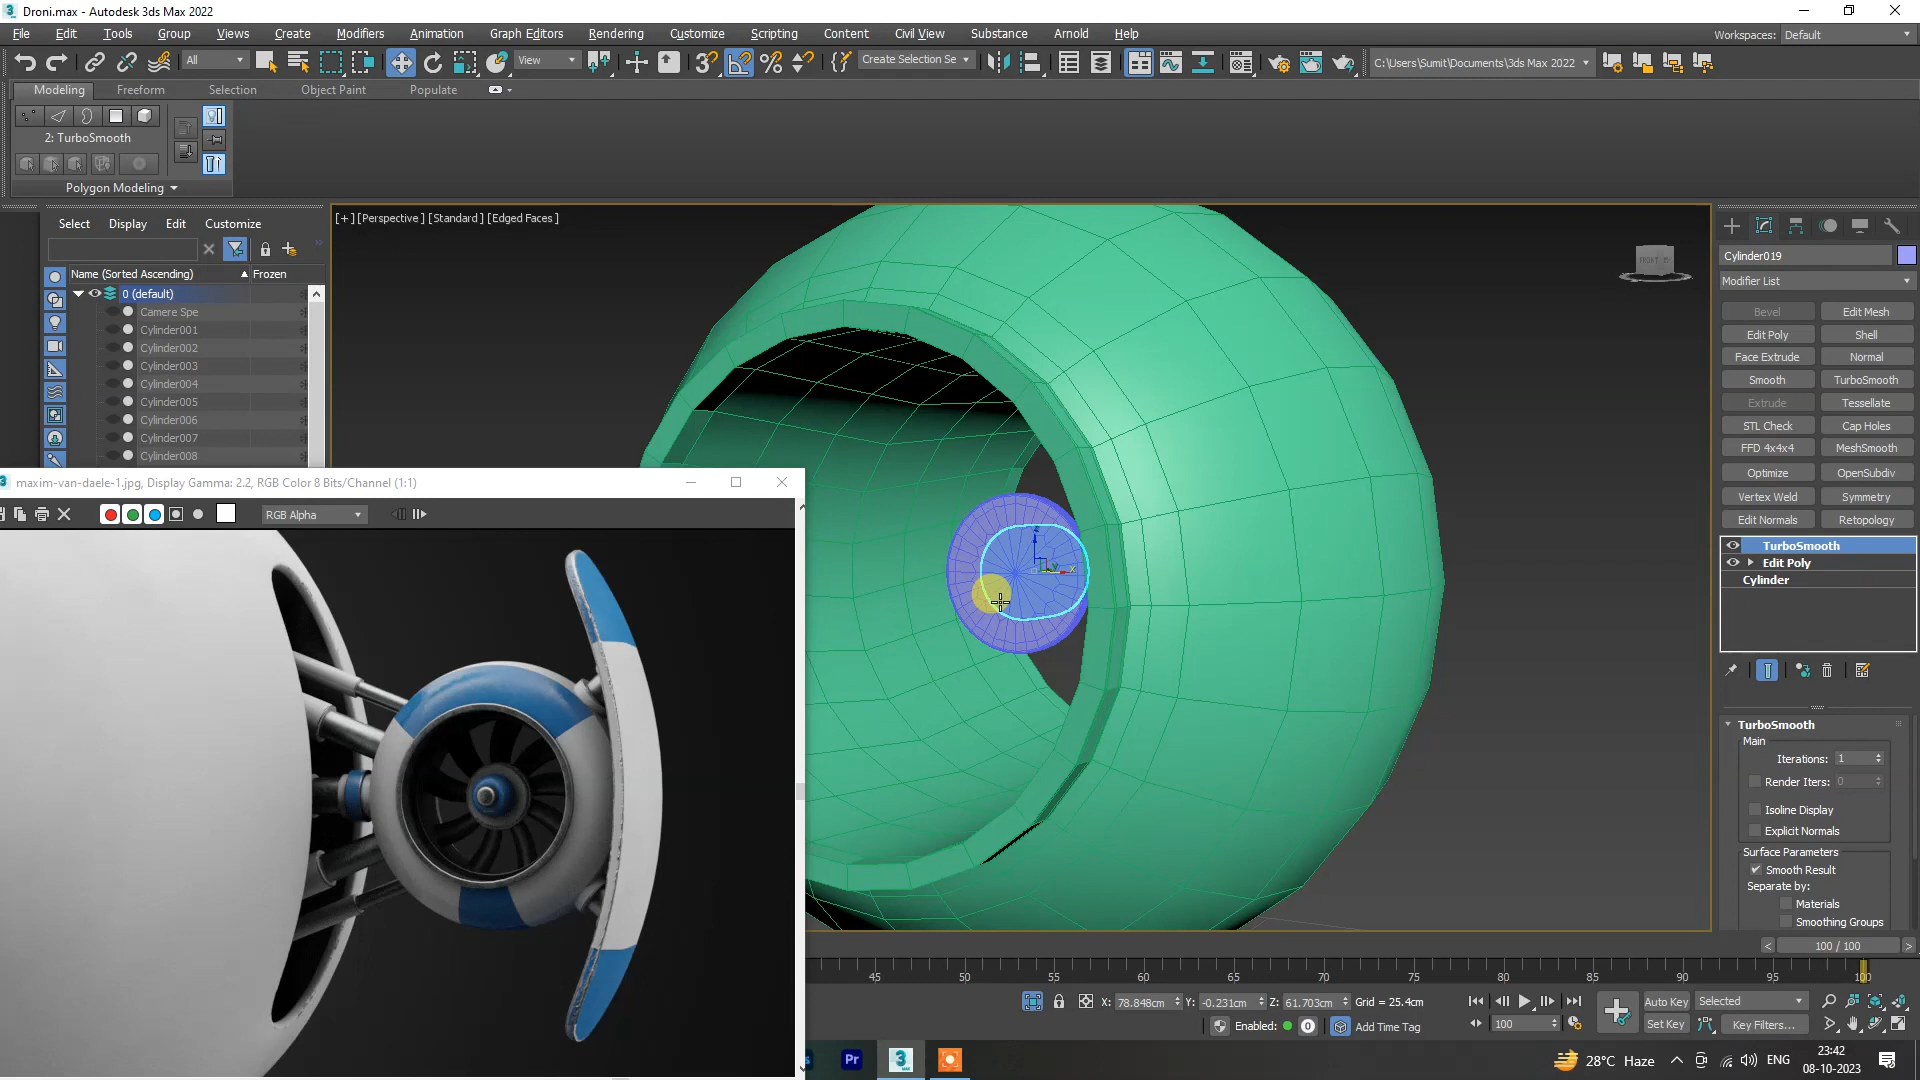 Droni.max - Autodesk 3ds Max 2022
File Edit Tools Group Views Create Modifiers Animation Graph Editors Rendering Customize Scripting Content Civil View Substance Arnold Help
Workspaces: Default
All View Create Selection Se C:\Users\Sumit\Documents\3ds Max 2022
Modeling Freeform Selection Object Paint Populate
2: TurboSmooth
Polygon Modeling
Select Display Edit Customize
Name (Sorted Ascending) Frozen
0 (default)
Camere Spe
Cylinder001
Cylinder002
Cylinder003
Cylinder004
Cylinder005
Cylinder006
Cylinder007
Cylinder008
[+] [Perspective] [Standard] [Edged Faces]
FRONT
maxim-van-daele-1.jpg, Display Gamma: 2.2, RGB Color 8 Bits/Channel (1:1)
RGB Alpha
z
y
x
Cylinder019
Modifier List
Bevel Edit Mesh
Edit Poly Shell
Face Extrude Normal
Smooth TurboSmooth
Extrude Tessellate
STL Check Cap Holes
FFD 4x4x4 MeshSmooth
Optimize OpenSubdiv
Vertex Weld Symmetry
Edit Normals Retopology
TurboSmooth
Edit Poly
Cylinder
TurboSmooth
Main
Iterations: 1
Render Iters: 0
Isoline Display
Explicit Normals
Surface Parameters
Smooth Result
Separate by:
Materials
Smoothing Groups
< 100 / 100 >
45 50 55 60 65 70 75 80 85 90 95 100
X: 78.848cm Y: -0.231cm Z: 61.703cm Grid = 25.4cm
Enabled: 0 Add Time Tag
100
Auto Key Selected
Set Key Key Filters...
Pr 3
28°C Haze ENG
23:42
08-10-2023